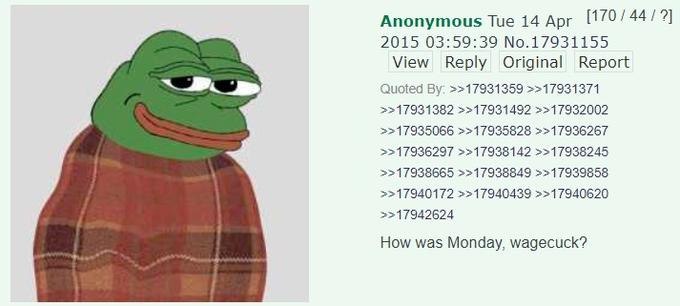 Anonymous Tue 14 Apr [170 / 44 / ?]
2015 03:59:39 No.17931155
View Reply Original Report
Quoted By: >>17931359 >>17931371
>>17931382 >>17931492 >>17932002
>>17935066 >>17935828 >>17936267
>>17936297 >>17938142 >>17938245
>>17938665 >>17938849 >>17939858
>>17940172 >>17940439 >>17940620
>>17942624
How was Monday, wagecuck?